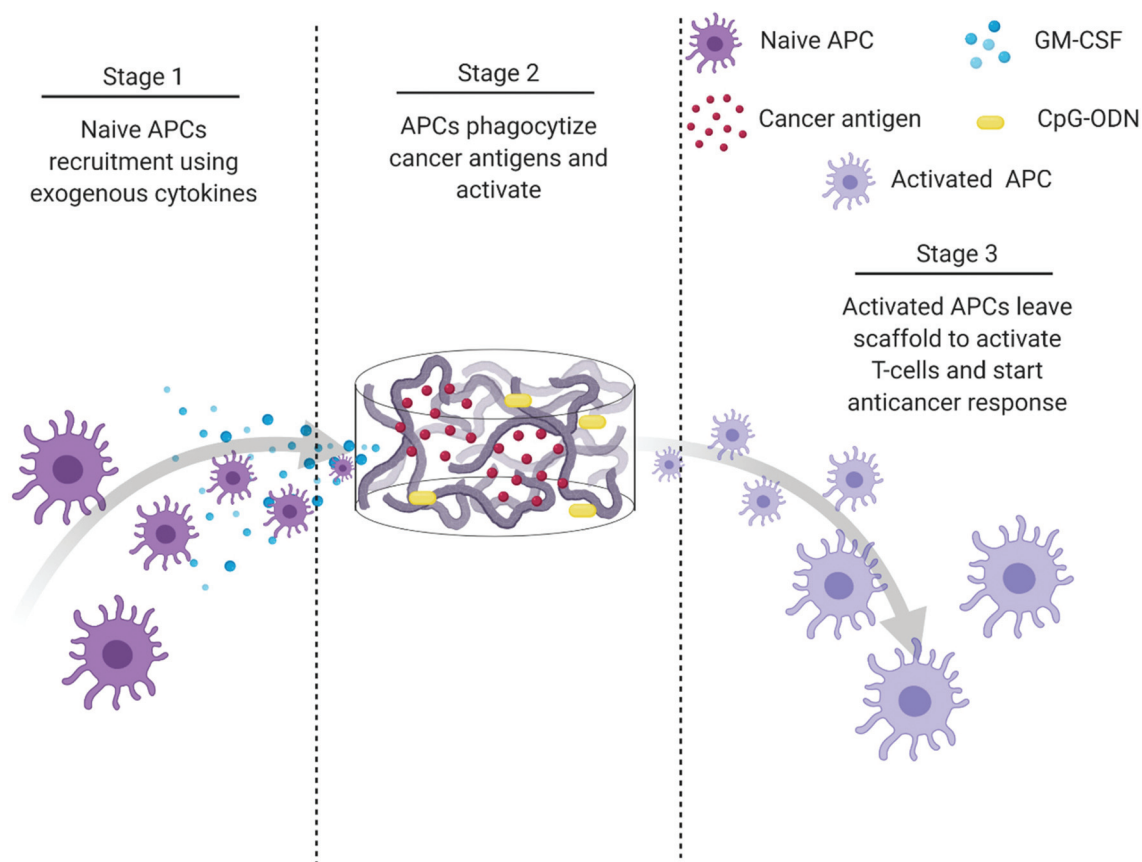 Stage 1
Naive APCs
recruitment using
exogenous cytokines
Stage 2
APCs phagocytize
cancer antigens and
activate
Naive APC
GM-CSF
Cancer antigen
CpG-ODN
Activated APC
Stage 3
Activated APCs leave
scaffold to activate
T-cells and start
anticancer response